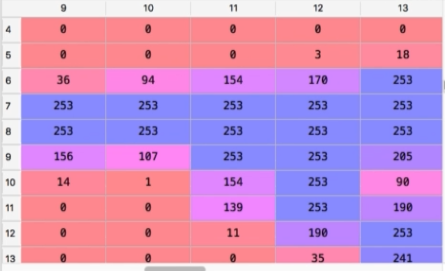 9 10 11 12 13
4 0 0 0 0 0
5 0 0 0 3 18
6 36 94 154 170 253
7 253 253 253 253 253
8 253 253 253 253 253
9 156 107 253 253 205
10 14 1 154 253 90
11 0 0 139 253 190
12 0 0 11 190 253
13 0 0 0 35 241